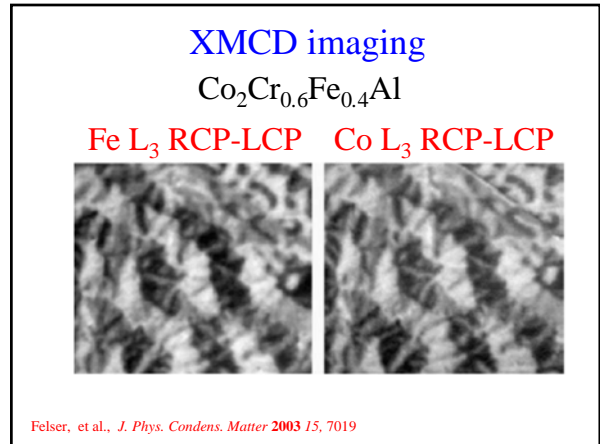 XMCD imaging
Co₂Cr₀.₆Fe₀.₄Al
Fe L₃ RCP-LCP Co L₃ RCP-LCP
Felser, et al., J. Phys. Condens. Matter 2003 15, 7019